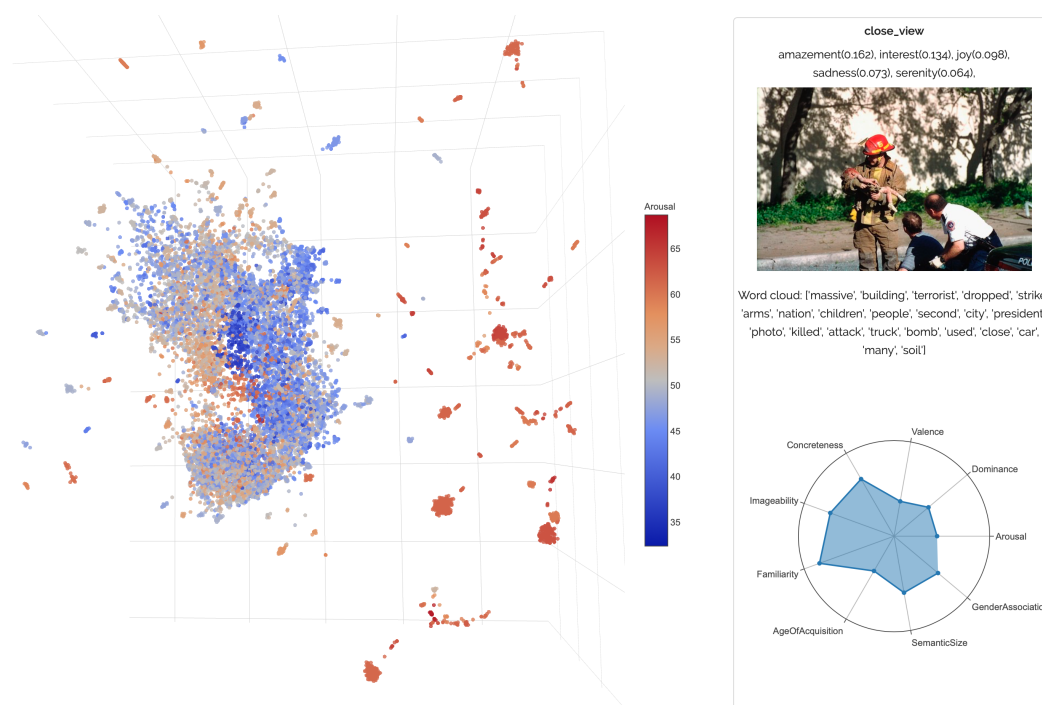 Arousal
65
60
55
50
45
40
35
close_view
amazement(0.162), interest(0.134), joy(0.098),
sadness(0.073), serenity(0.064),
POL
Word cloud: ['massive', 'building', 'terrorist', 'dropped', 'strike
'arms', 'nation', 'children', 'people', 'second', 'city', 'president
'photo', 'killed', 'attack', 'truck', 'bomb', 'used', 'close', 'car',
'many', 'soil']
Valence
Concreteness
Dominance
Imageability
Arousal
Familiarity
GenderAssociatio
AgeOfAcquisition
SemanticSize